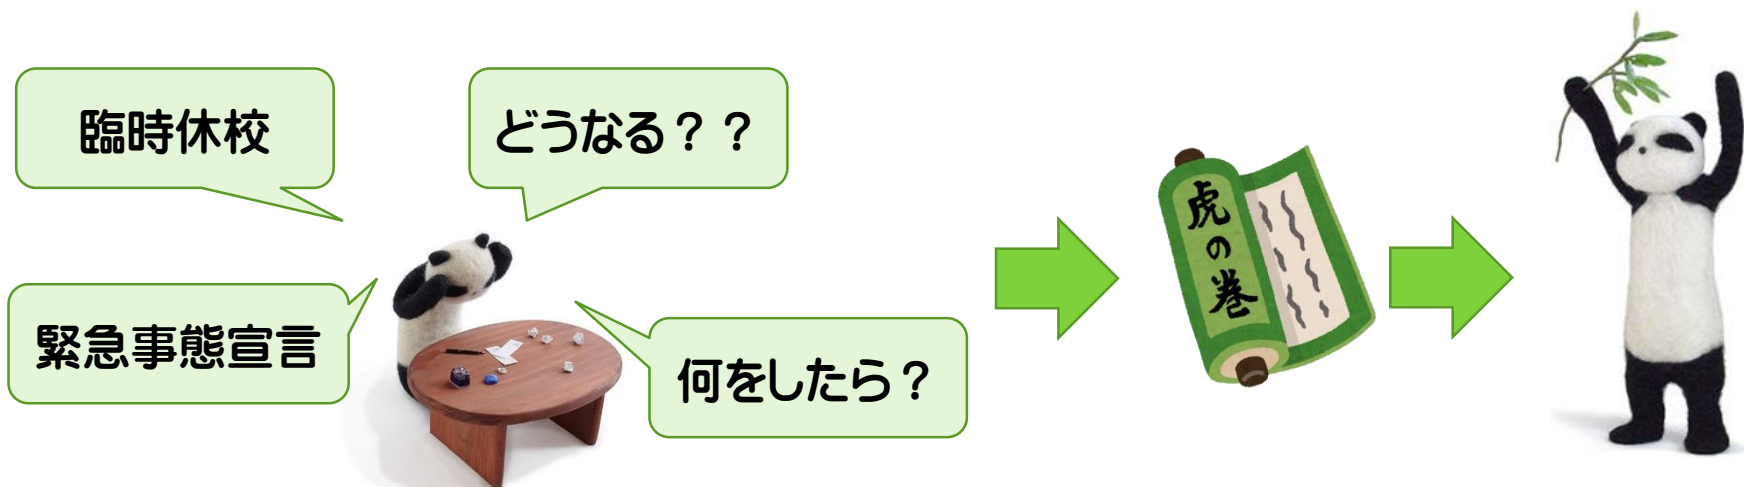 臨時休校
どうなる？？
緊急事態宣言
何をしたら？
虎の巻